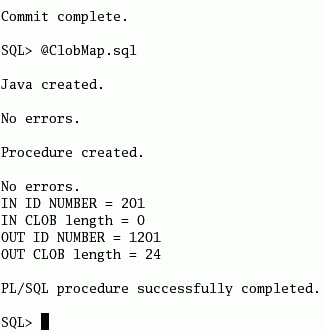 Commit complete.
SQL> @ClobMap.sql
Java created.
No errors.
Procedure created.
No errors.
IN ID NUMBER = 201
IN CLOB length = 0
OUT ID NUMBER = 1201
OUT CLOB length = 24
PL/SQL procedure successfully completed.
SQL>